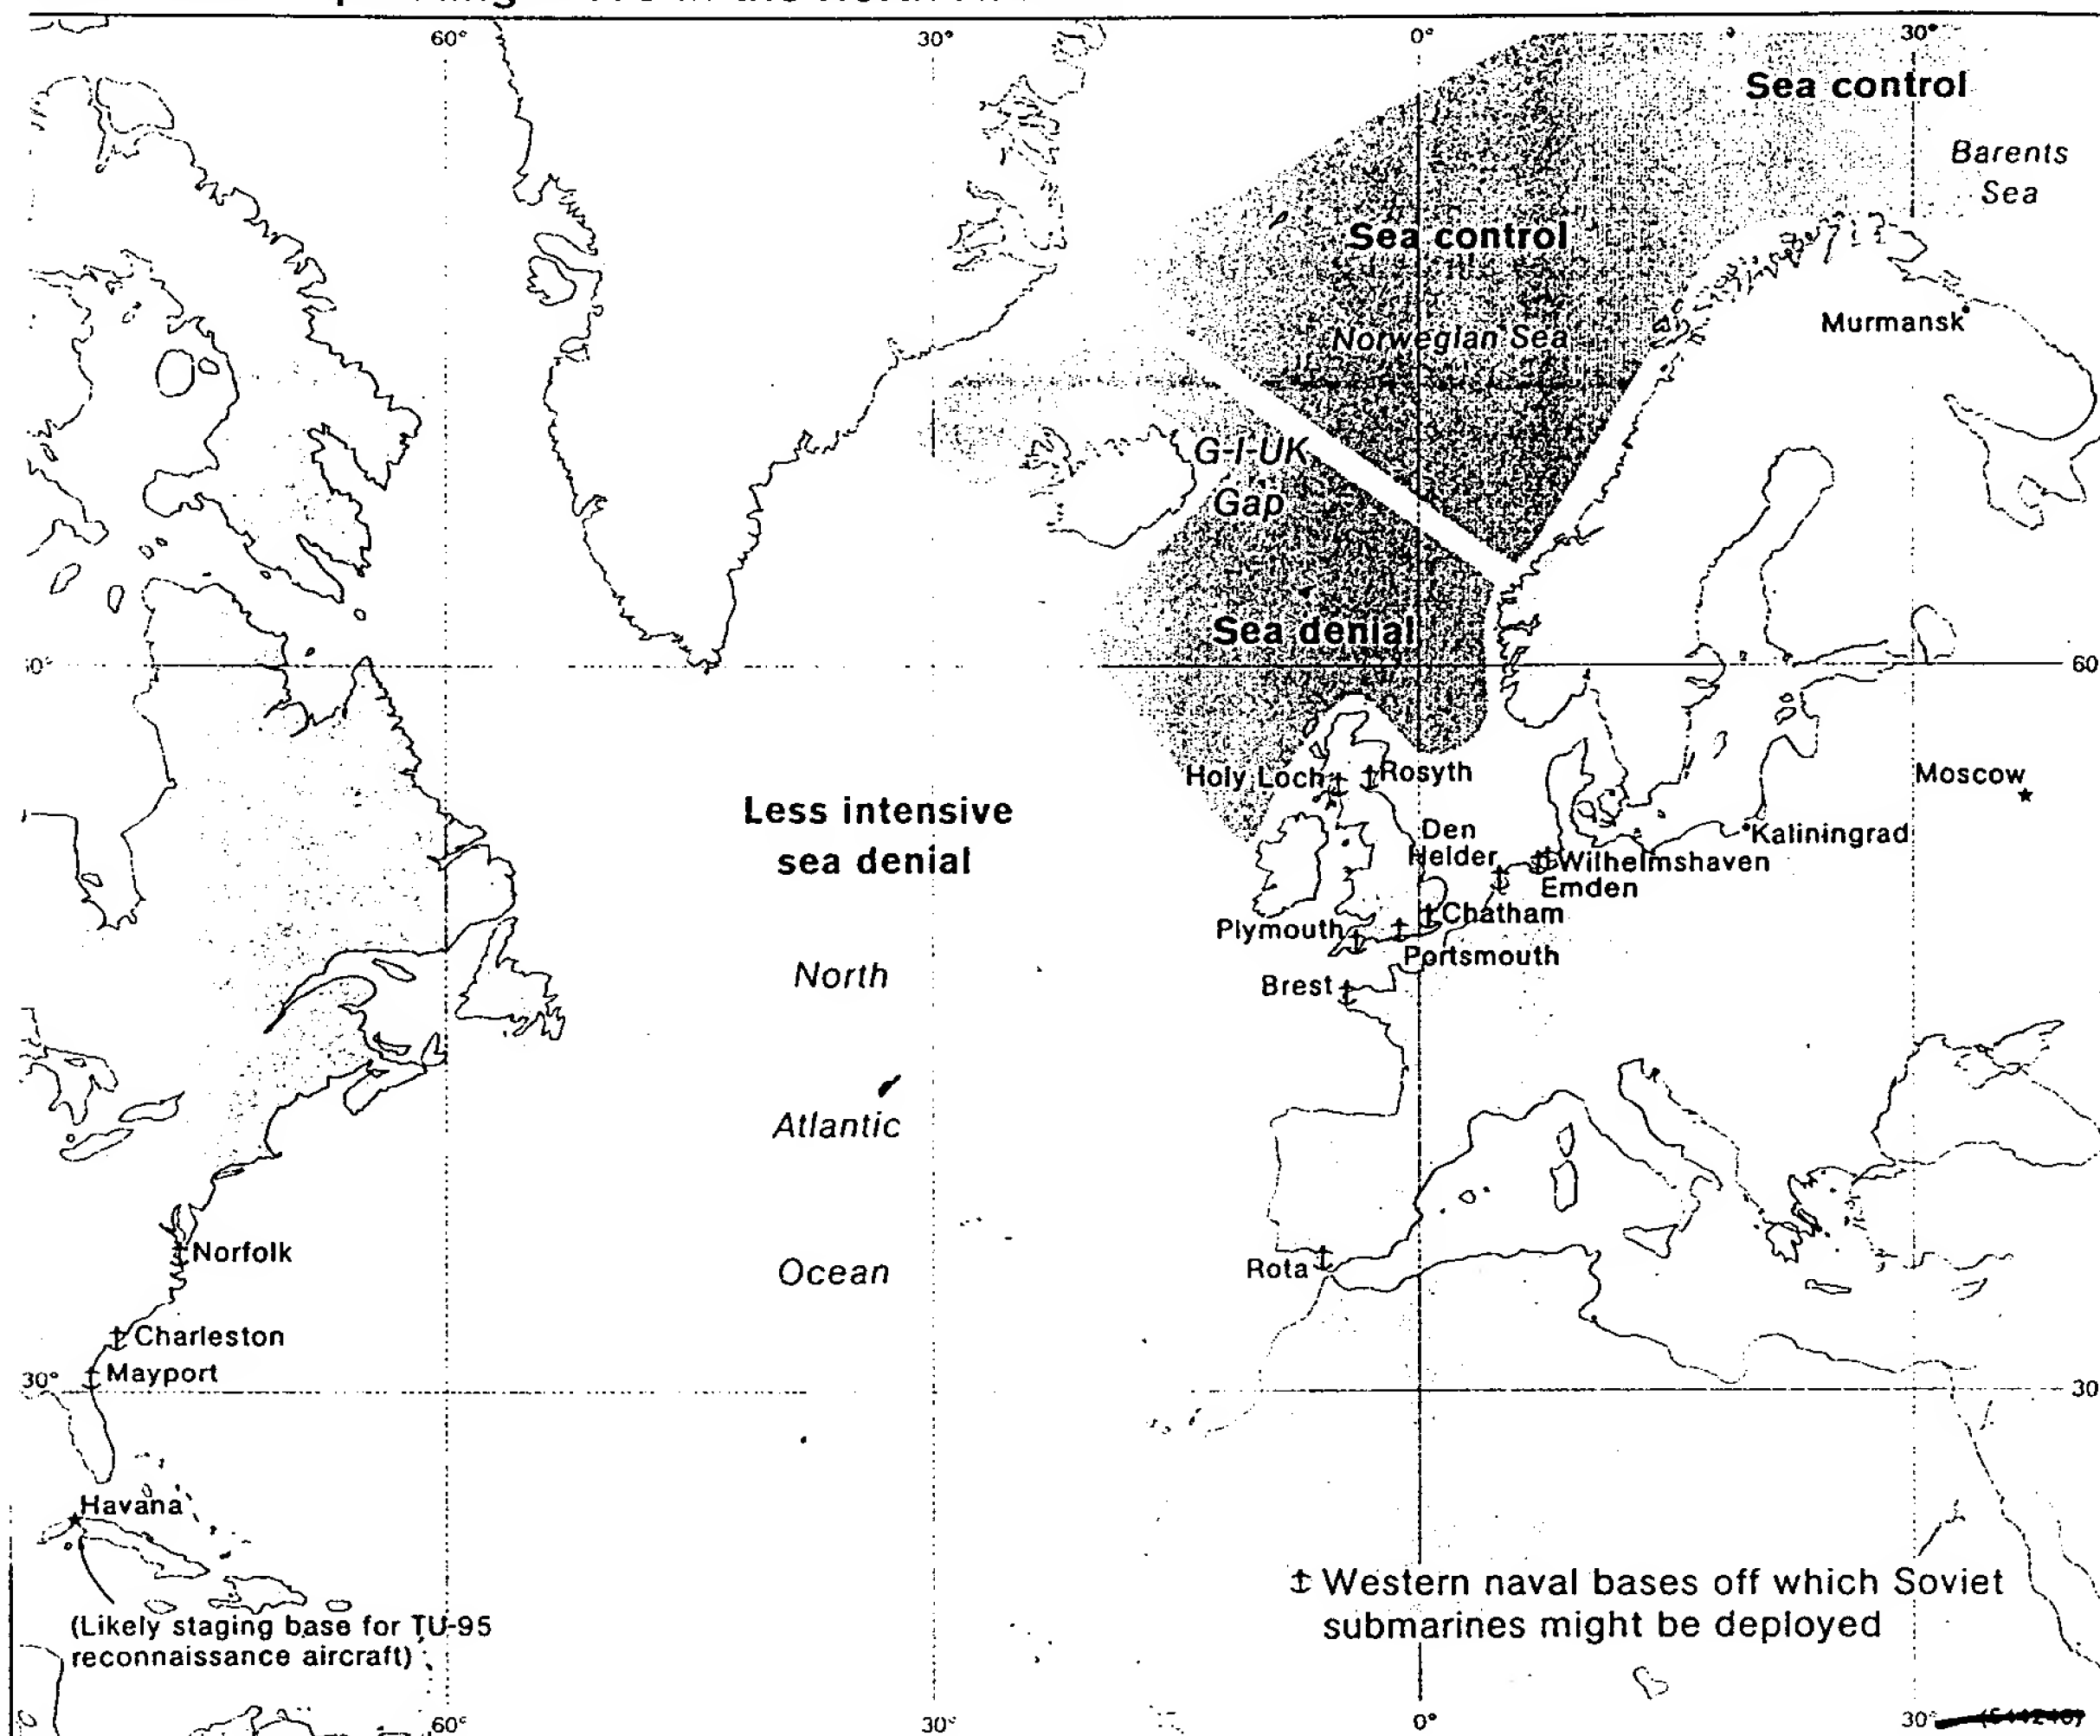 60°
30°
0°
30°
Sea control
Barents
Sea
Sea control
Norwegian Sea
Murmansk
G-I-UK
Gap
Sea denial
60
Holy Loch
Rosyth
Moscow
Less intensive
sea denial
Den
Helder
Kaliningrad
Wilhelmshaven
Emden
Chatham
Plymouth
Portsmouth
North
Brest
Atlantic
Norfolk
Ocean
Rota
Charleston
Mayport
30°
30
Havana
Western naval bases off which Soviet
submarines might be deployed
(Likely staging base for TU-95
reconnaissance aircraft)
60°
30°
0°
30°